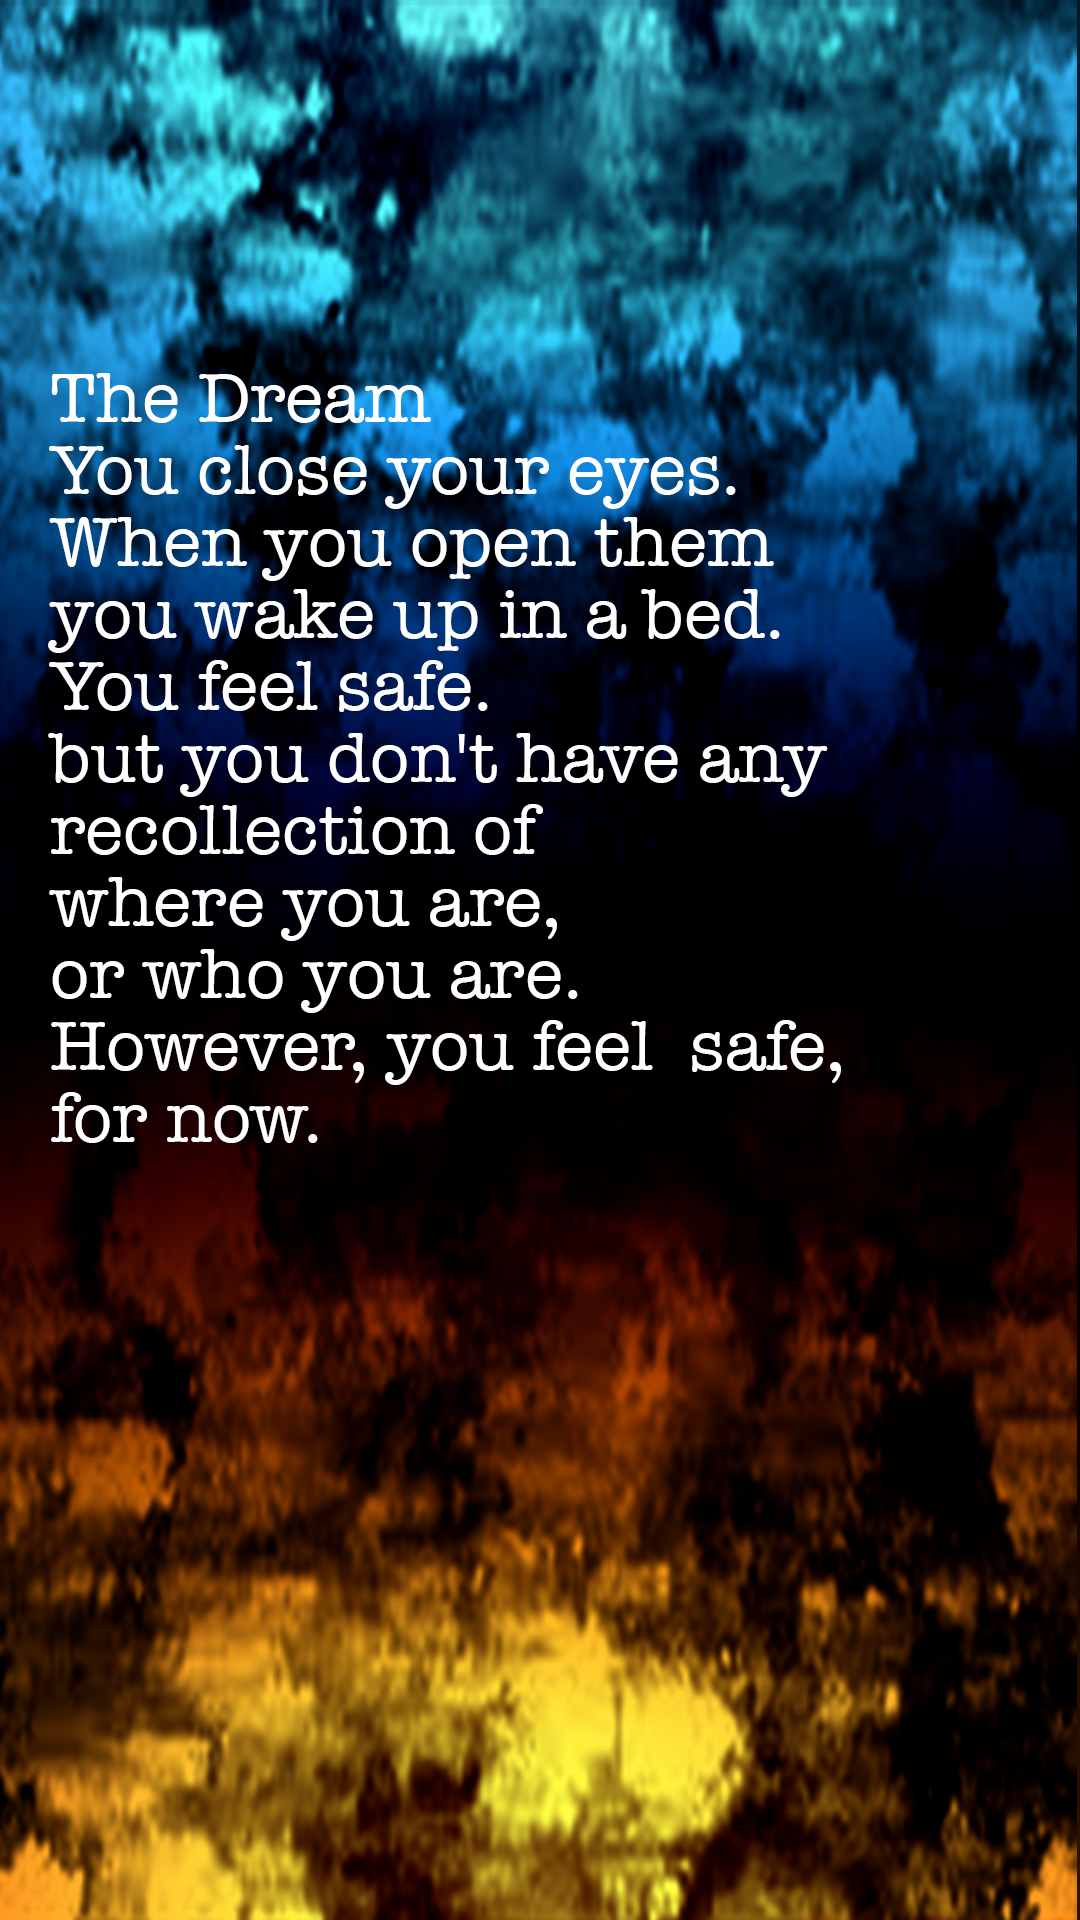 The Dream
You close your eyes.
When you open them
you wake up in a bed.
You feel safe.
but you don't have any
recollection of
where you are,
or who you are.
However, you feel  safe,
for now.